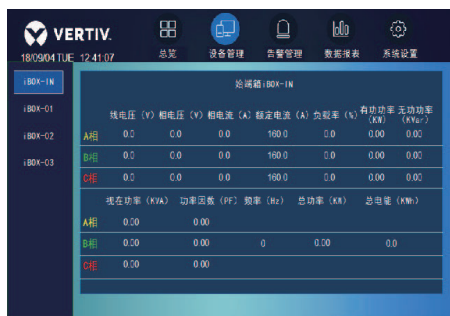 VERTIV.
总览 设备管理 告警管理 数据报表 系统设置
18/09/04 TUE 12:41:07
iBOX-IN
iBOX-01
iBOX-02
iBOX-03
始端箱:iBOX-IN
线电压 (V) 相电压 (V) 相电流 (A) 额定电流 (A) 负载率 (%) 有功功率 (KW) 无功功率 (KVar)
A相 0.0 0.0 0.0 160.0 0.0 0.00 0.00
B相 0.0 0.0 0.0 160.0 0.0 0.00 0.00
C相 0.0 0.0 0.0 160.0 0.0 0.00 0.00
视在功率 (KVA) 功率因数 (PF) 频率 (Hz) 总功率 (KW) 总电能 (KWh)
A相 0.00 0.00
B相 0.00 0.00 0 0.00 0.0
C相 0.00 0.00